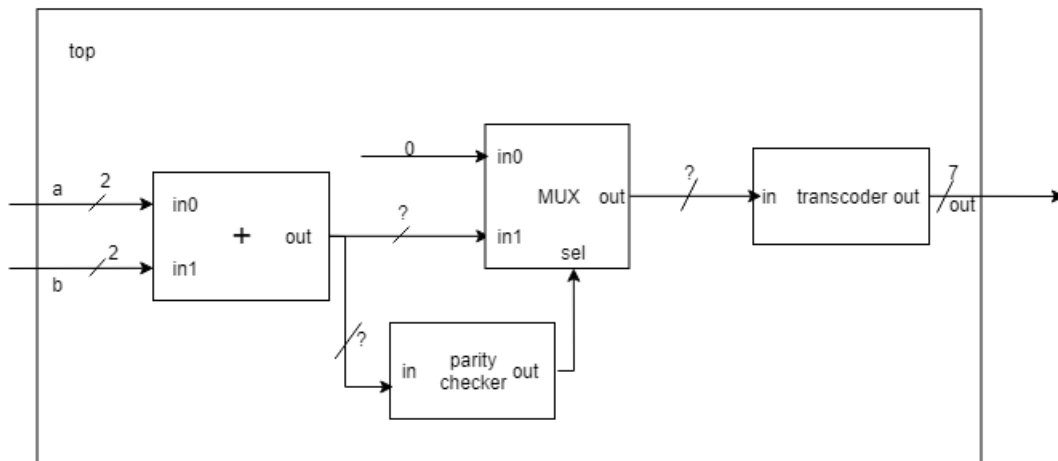 top
0
in0
MUX
out
in1
sel
?
7
in
transcoder
out
out
a
2
in0
+
out
?
in1
2
b
?
in
parity
checker
out